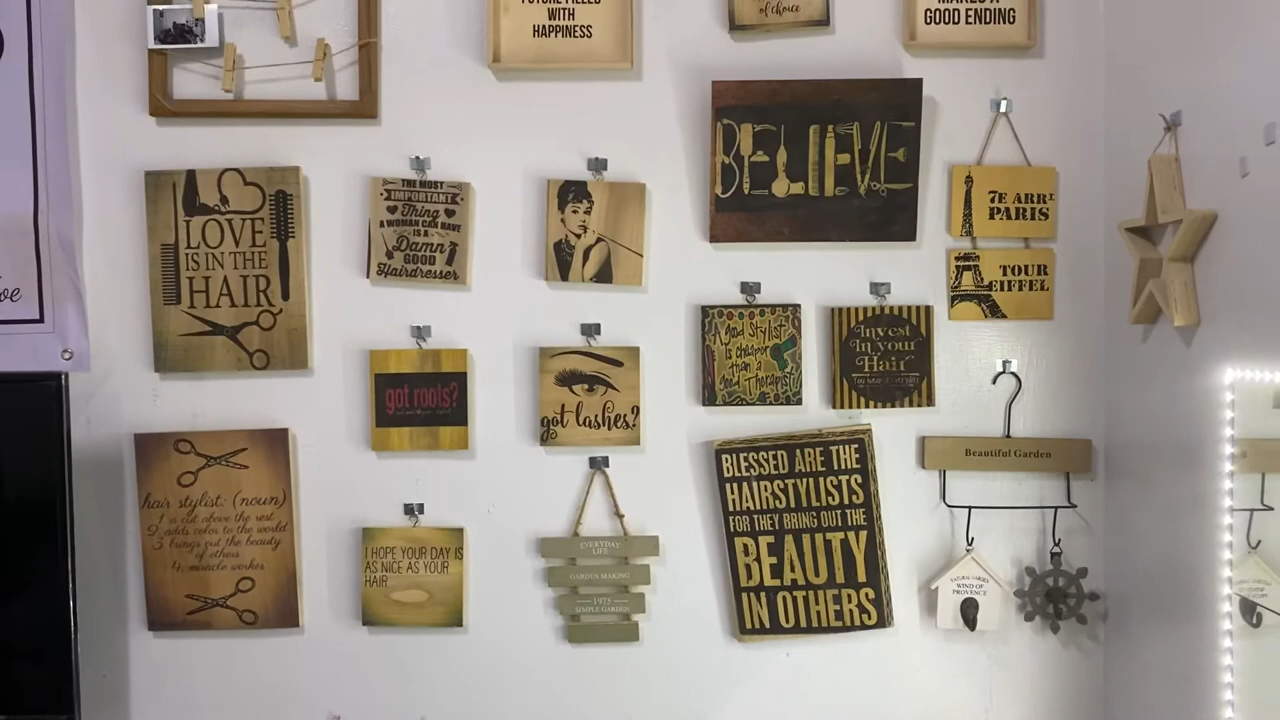 FUTURE FILLED
WITH
HAPPINESS
of choice
MAKES A
GOOD ENDING
BELIEVE
7E ARR
PARIS
TOUR
EIFFEL
LOVE
IS IN THE
HAIR
THE MOST
IMPORTANT
Thing
A WOMAN CAN HAVE
IS A
Damn
GOOD
Hairdresser
got roots?
got lashes?
A good Stylist
is cheaper
than a
good Therapist!
Invest
In your
Hair
You wear it everyday
hair stylist: (noun)
1. a cut above the rest
2. adds color to the world
3. brings out the beauty
of others
4. miracle worker
I HOPE YOUR DAY IS
AS NICE AS YOUR
HAIR
EVERYDAY
LIFE
GARDEN MAKING
1975
SIMPLE GARDEN
BLESSED ARE THE
HAIRSTYLISTS
FOR THEY BRING OUT THE
BEAUTY
IN OTHERS
Beautiful Garden
NATURAL GARDEN
WIND OF
PROVENCE